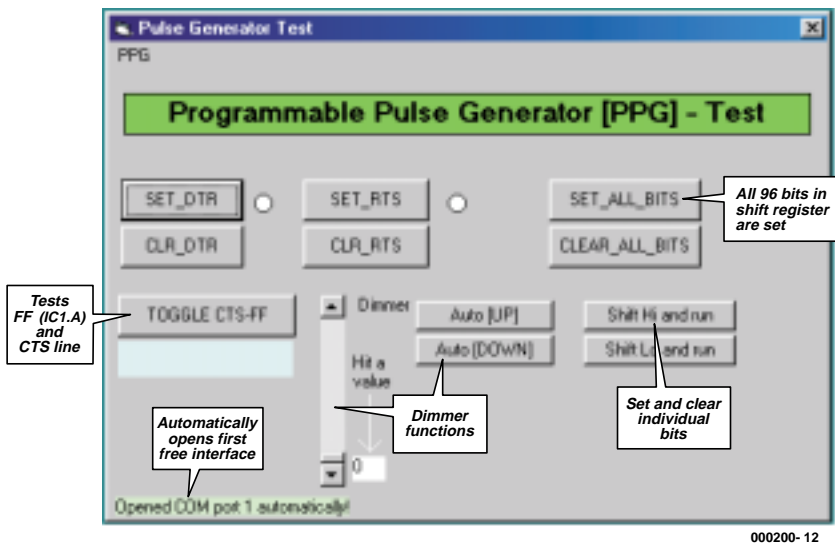 Pulse Generator Test
PPG
Programmable Pulse Generator [PPG] - Test
SET_DTR
SET_RTS
SET_ALL_BITS
All 96 bits in
shift register
are set
CLR_DTR
CLR_RTS
CLEAR_ALL_BITS
Tests
FF (IC1.A)
and
CTS line
TOGGLE CTS-FF
Dimmer
Auto [UP]
Shift Hi and run
Auto [DOWN]
Shift Lo and run
Hit a
value
Automatically
opens first
free interface
Dimmer
functions
Set and clear
individual
bits
0
Opened COM port 1 automatically!
000200- 12